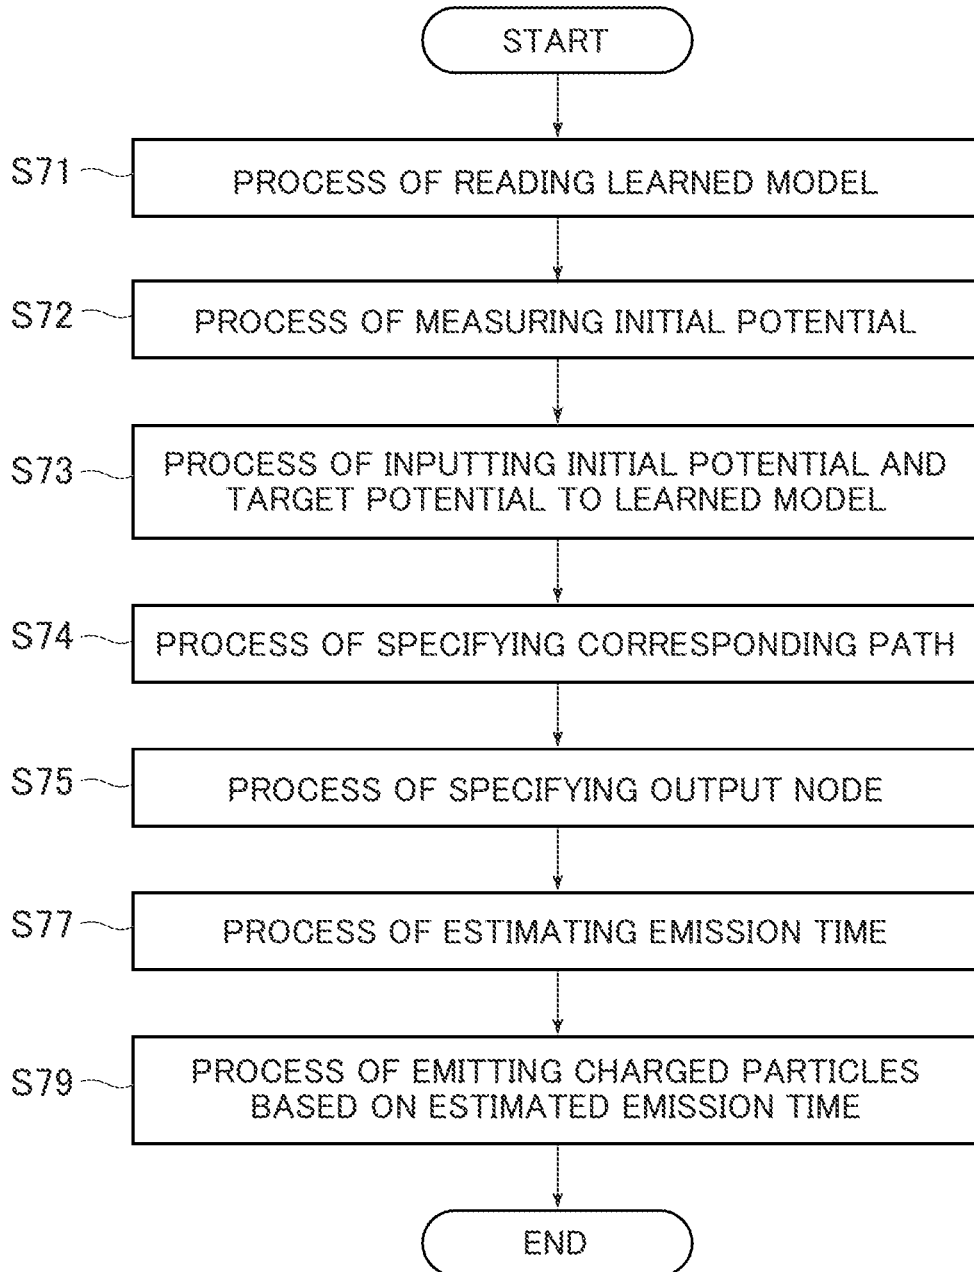 START
S71
PROCESS OF READING LEARNED MODEL
S72
PROCESS OF MEASURING INITIAL POTENTIAL
S73
PROCESS OF INPUTTING INITIAL POTENTIAL AND
TARGET POTENTIAL TO LEARNED MODEL
S74
PROCESS OF SPECIFYING CORRESPONDING PATH
S75
PROCESS OF SPECIFYING OUTPUT NODE
S77
PROCESS OF ESTIMATING EMISSION TIME
S79
PROCESS OF EMITTING CHARGED PARTICLES
BASED ON ESTIMATED EMISSION TIME
END